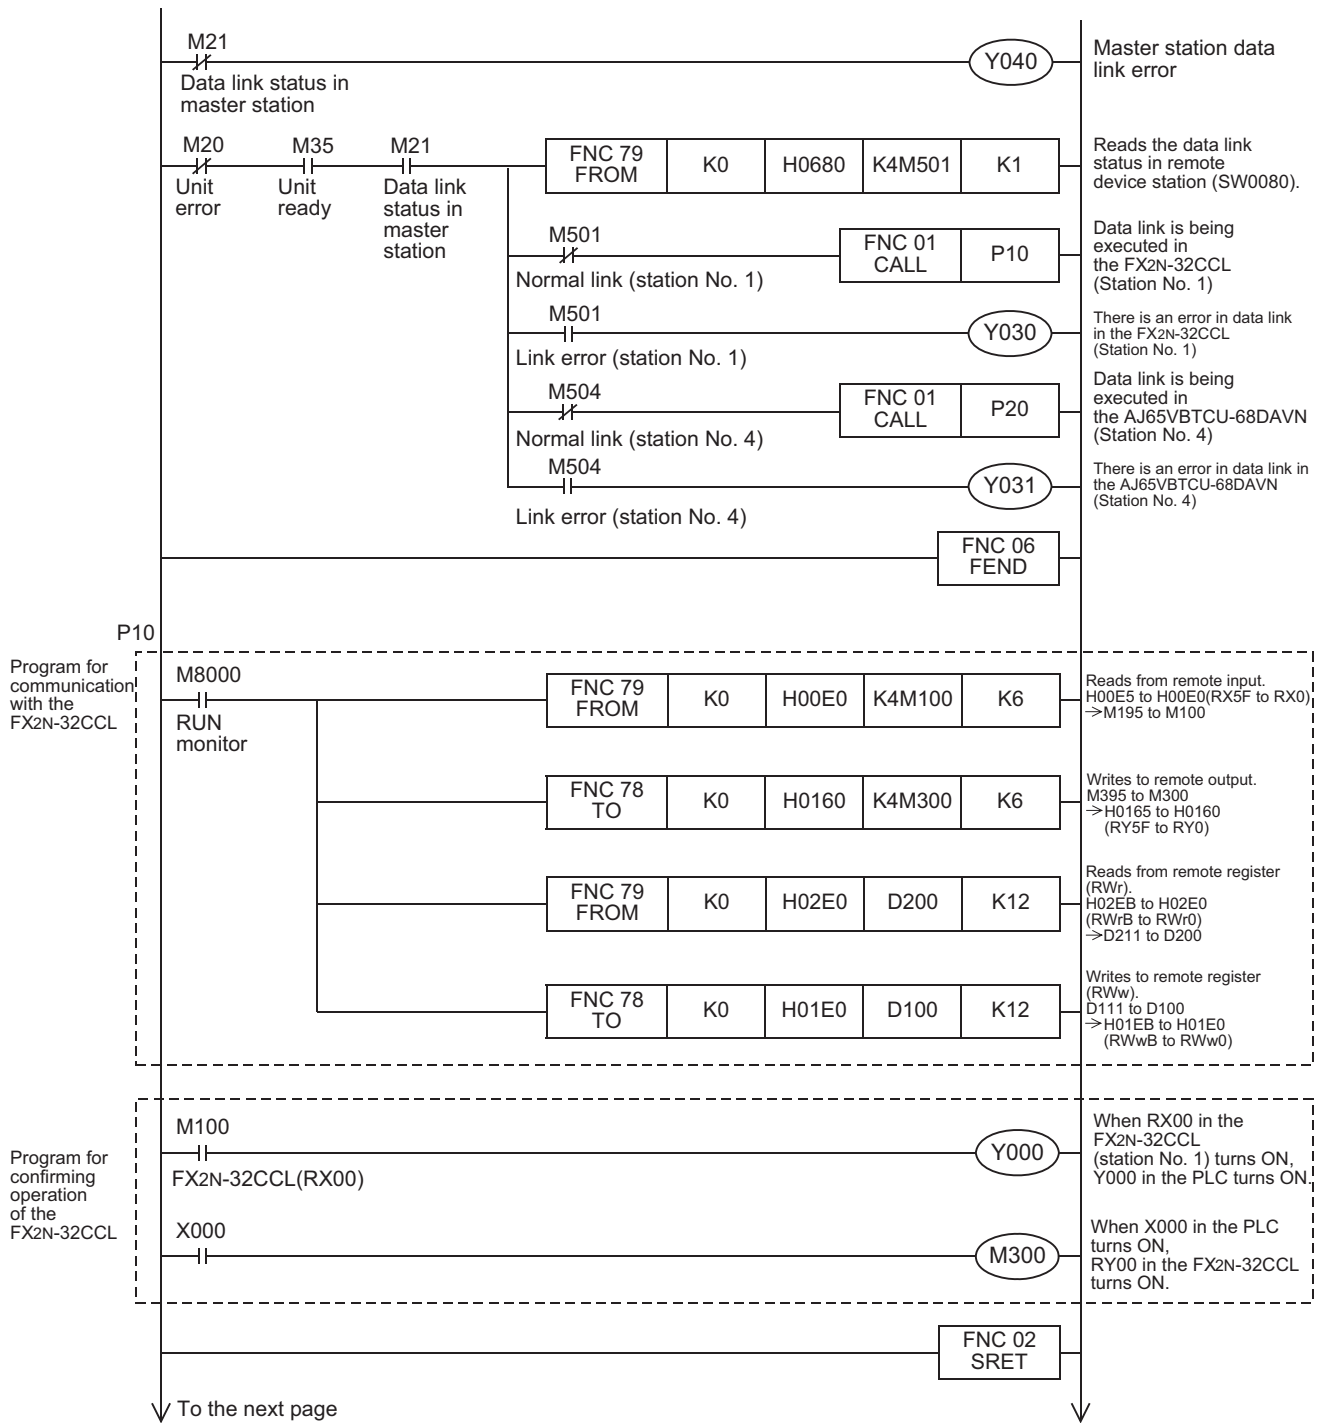 M21
Y040
Master station data
link error
Data link status in
master station
M20
M35
M21
Unit
error
Unit
ready
Data link
status in
master
station
FNC 79
FROM
K0
H0680
K4M501
K1
Reads the data link
status in remote
device station (SW0080).
M501
Normal link (station No. 1)
FNC 01
CALL
P10
Data link is being
executed in
the FX2N-32CCL
(Station No. 1)
M501
Link error (station No. 1)
Y030
There is an error in data link
in the FX2N-32CCL
(Station No. 1)
M504
Normal link (station No. 4)
FNC 01
CALL
P20
Data link is being
executed in
the AJ65VBTCU-68DAVN
(Station No. 4)
M504
Link error (station No. 4)
Y031
There is an error in data link in
the AJ65VBTCU-68DAVN
(Station No. 4)
FNC 06
FEND
P10
Program for
communication
with the
FX2N-32CCL
M8000
RUN
monitor
FNC 79
FROM
K0
H00E0
K4M100
K6
Reads from remote input.
H00E5 to H00E0(RX5F to RX0)
→M195 to M100
FNC 78
TO
K0
H0160
K4M300
K6
Writes to remote output.
M395 to M300
→H0165 to H0160
(RY5F to RY0)
FNC 79
FROM
K0
H02E0
D200
K12
Reads from remote register
(RWr).
H02EB to H02E0
(RWrB to RWr0)
→D211 to D200
FNC 78
TO
K0
H01E0
D100
K12
Writes to remote register
(RWw).
D111 to D100
→H01EB to H01E0
(RWwB to RWw0)
Program for
confirming
operation
of the
FX2N-32CCL
M100
FX2N-32CCL(RX00)
Y000
When RX00 in the
FX2N-32CCL
(station No. 1) turns ON,
Y000 in the PLC turns ON.
X000
M300
When X000 in the PLC
turns ON,
RY00 in the FX2N-32CCL
turns ON.
FNC 02
SRET
To the next page